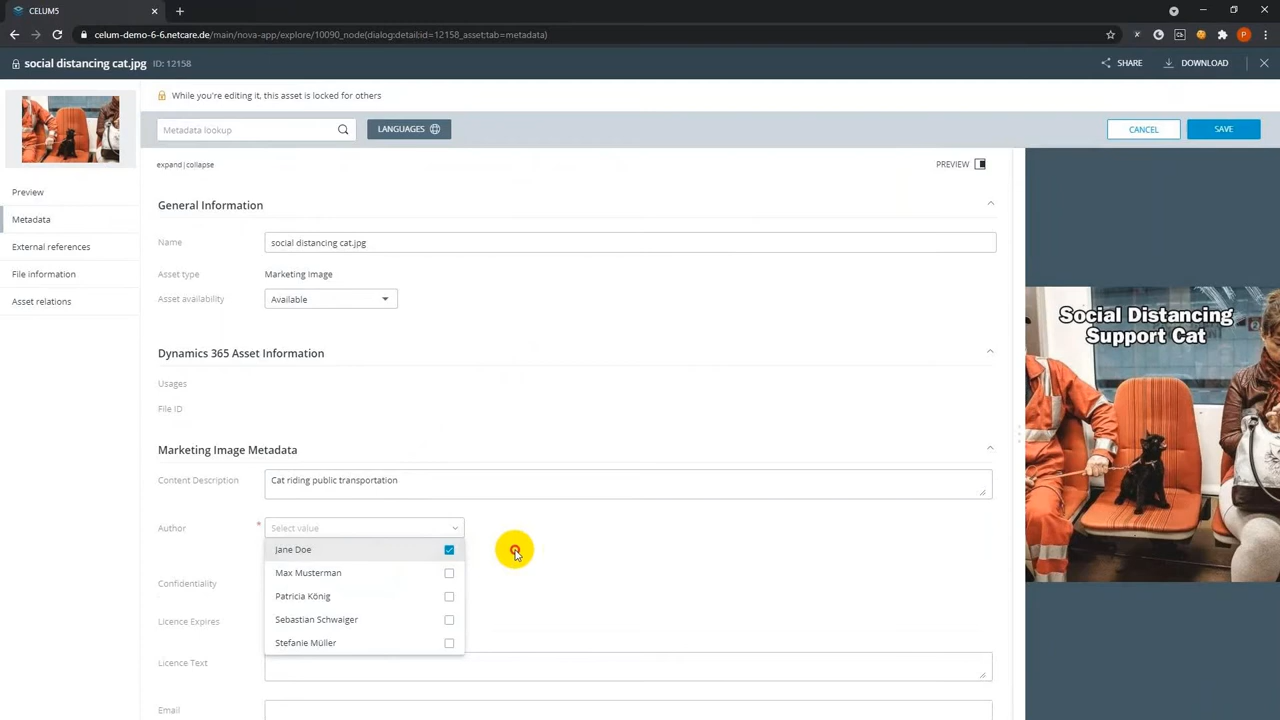 CELUM5
celum-demo-6-6.netcare.de/main/nova-app/explore/10090_node(dialog:detail:id=12158_asset;tab=metadata)
P
social distancing cat.jpg ID: 12158
SHARE DOWNLOAD
While you're editing it, this asset is locked for others
Metadata lookup
LANGUAGES
CANCEL
SAVE
expand|collapse
PREVIEW
Preview
Metadata
External references
File information
Asset relations
General Information
Name social distancing cat.jpg
Asset type Marketing Image
Asset availability Available
Dynamics 365 Asset Information
Usages
File ID
Marketing Image Metadata
Content Description Cat riding public transportation
Author * Select value
Jane Doe
Max Musterman
Patricia König
Sebastian Schwaiger
Stefanie Müller
Confidentiality
Licence Expires
Licence Text
Email
Social Distancing
Support Cat